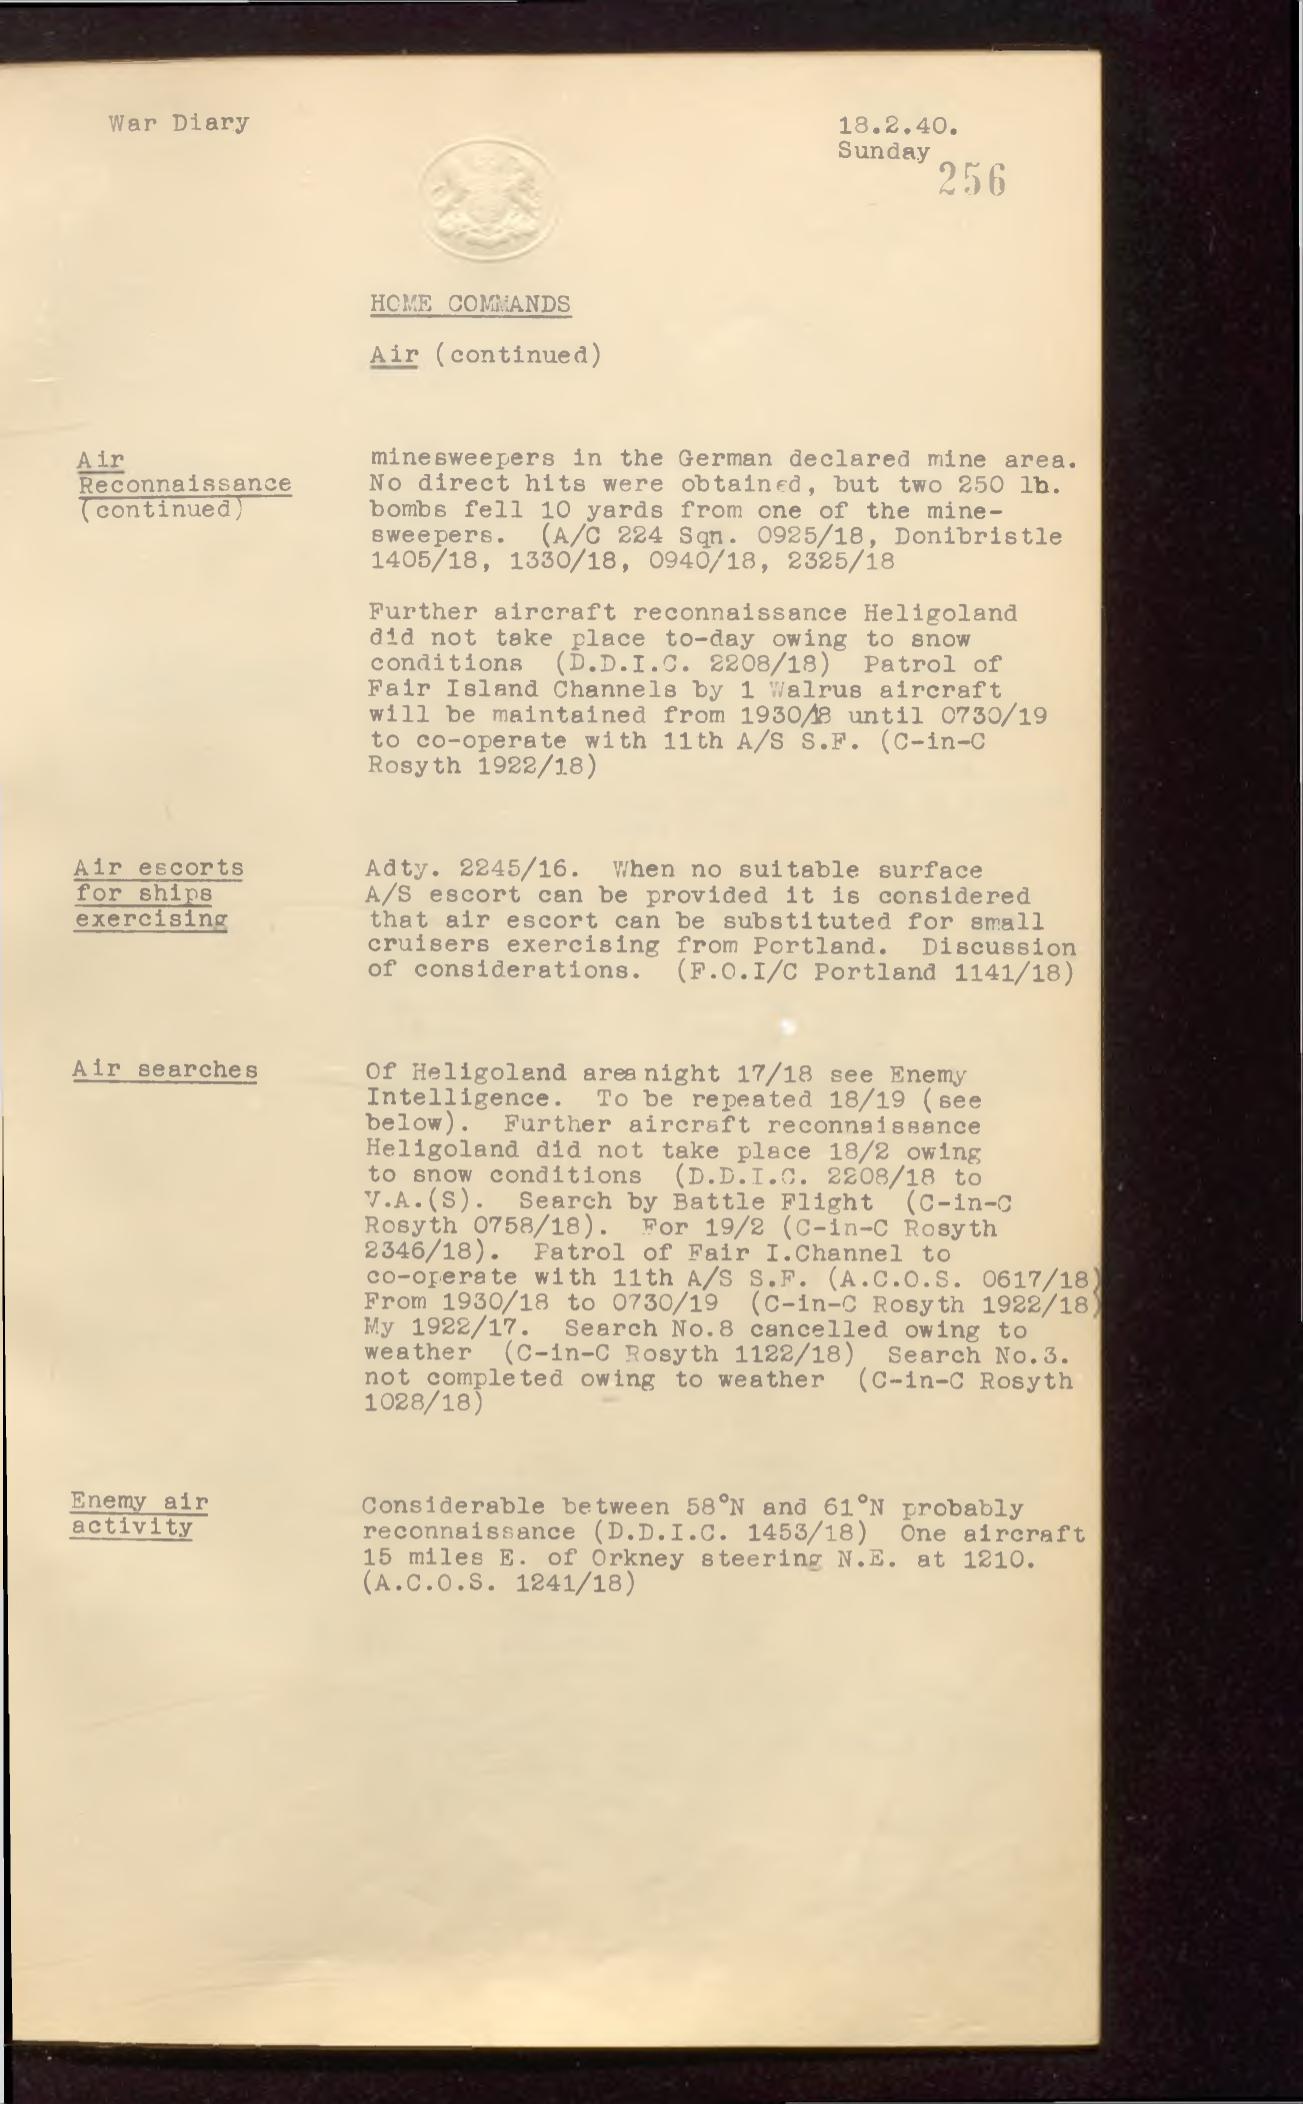 War Diary
18.2.40.
Sunday
256
HOME COMMANDS
Air (continued)
Air
Reconnaissance
(continued)
minesweepers in the German declared mine area.
No direct hits were obtained, but two 250 lb.
bombs fell 10 yards from one of the mine-
sweepers. (A/C 224 Sqn. 0925/18, Donibristle
1405/18, 1330/18, 0940/18, 2325/18
Further aircraft reconnaissance Heligoland
did not take place to-day owing to snow
conditions (D.D.I.C. 2208/18) Patrol of
Fair Island Channels by 1 Walrus aircraft
will be maintained from 1930/18 until 0730/19
to co-operate with 11th A/S S.F. (C-in-C
Rosyth 1922/18)
Air escorts
for ships
exercising
Adty. 2245/16. When no suitable surface
A/S escort can be provided it is considered
that air escort can be substituted for small
cruisers exercising from Portland. Discussion
of considerations. (F.O.I/C Portland 1141/18)
Air searches
Of Heligoland area night 17/18 see Enemy
Intelligence. To be repeated 18/19 (see
below). Further aircraft reconnaissance
Heligoland did not take place 18/2 owing
to snow conditions (D.D.I.C. 2208/18 to
V.A.(S). Search by Battle Flight (C-in-C
Rosyth 0758/18). For 19/2 (C-in-C Rosyth
2346/18). Patrol of Fair I.Channel to
co-operate with 11th A/S S.F. (A.C.O.S. 0617/18)
From 1930/18 to 0730/19 (C-in-C Rosyth 1922/18)
My 1922/17. Search No.8 cancelled owing to
weather (C-in-C Rosyth 1122/18) Search No.3.
not completed owing to weather (C-in-C Rosyth
1028/18)
Enemy air
activity
Considerable between 58°N and 61°N probably
reconnaissance (D.D.I.C. 1453/18) One aircraft
15 miles E. of Orkney steering N.E. at 1210.
(A.C.O.S. 1241/18)